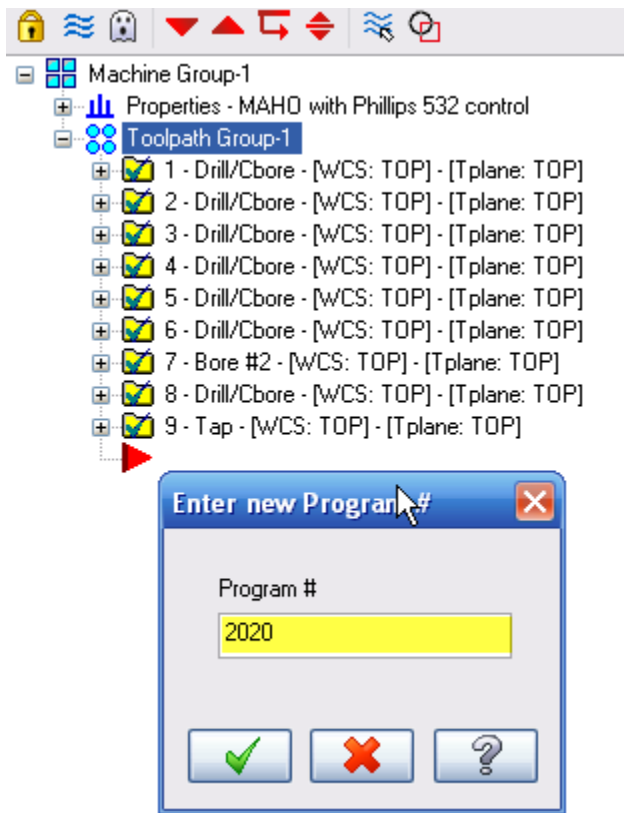 Machine Group-1
Properties - MAHO with Phillips 532 control
Toolpath Group-1
1 - Drill/Cbore - [WCS: TOP] - [Tplane: TOP]
2 - Drill/Cbore - [WCS: TOP] - [Tplane: TOP]
3 - Drill/Cbore - [WCS: TOP] - [Tplane: TOP]
4 - Drill/Cbore - [WCS: TOP] - [Tplane: TOP]
5 - Drill/Cbore - [WCS: TOP] - [Tplane: TOP]
6 - Drill/Cbore - [WCS: TOP] - [Tplane: TOP]
7 - Bore #2 - [WCS: TOP] - [Tplane: TOP]
8 - Drill/Cbore - [WCS: TOP] - [Tplane: TOP]
9 - Tap - [WCS: TOP] - [Tplane: TOP]
Enter new Program #
Program #
2020